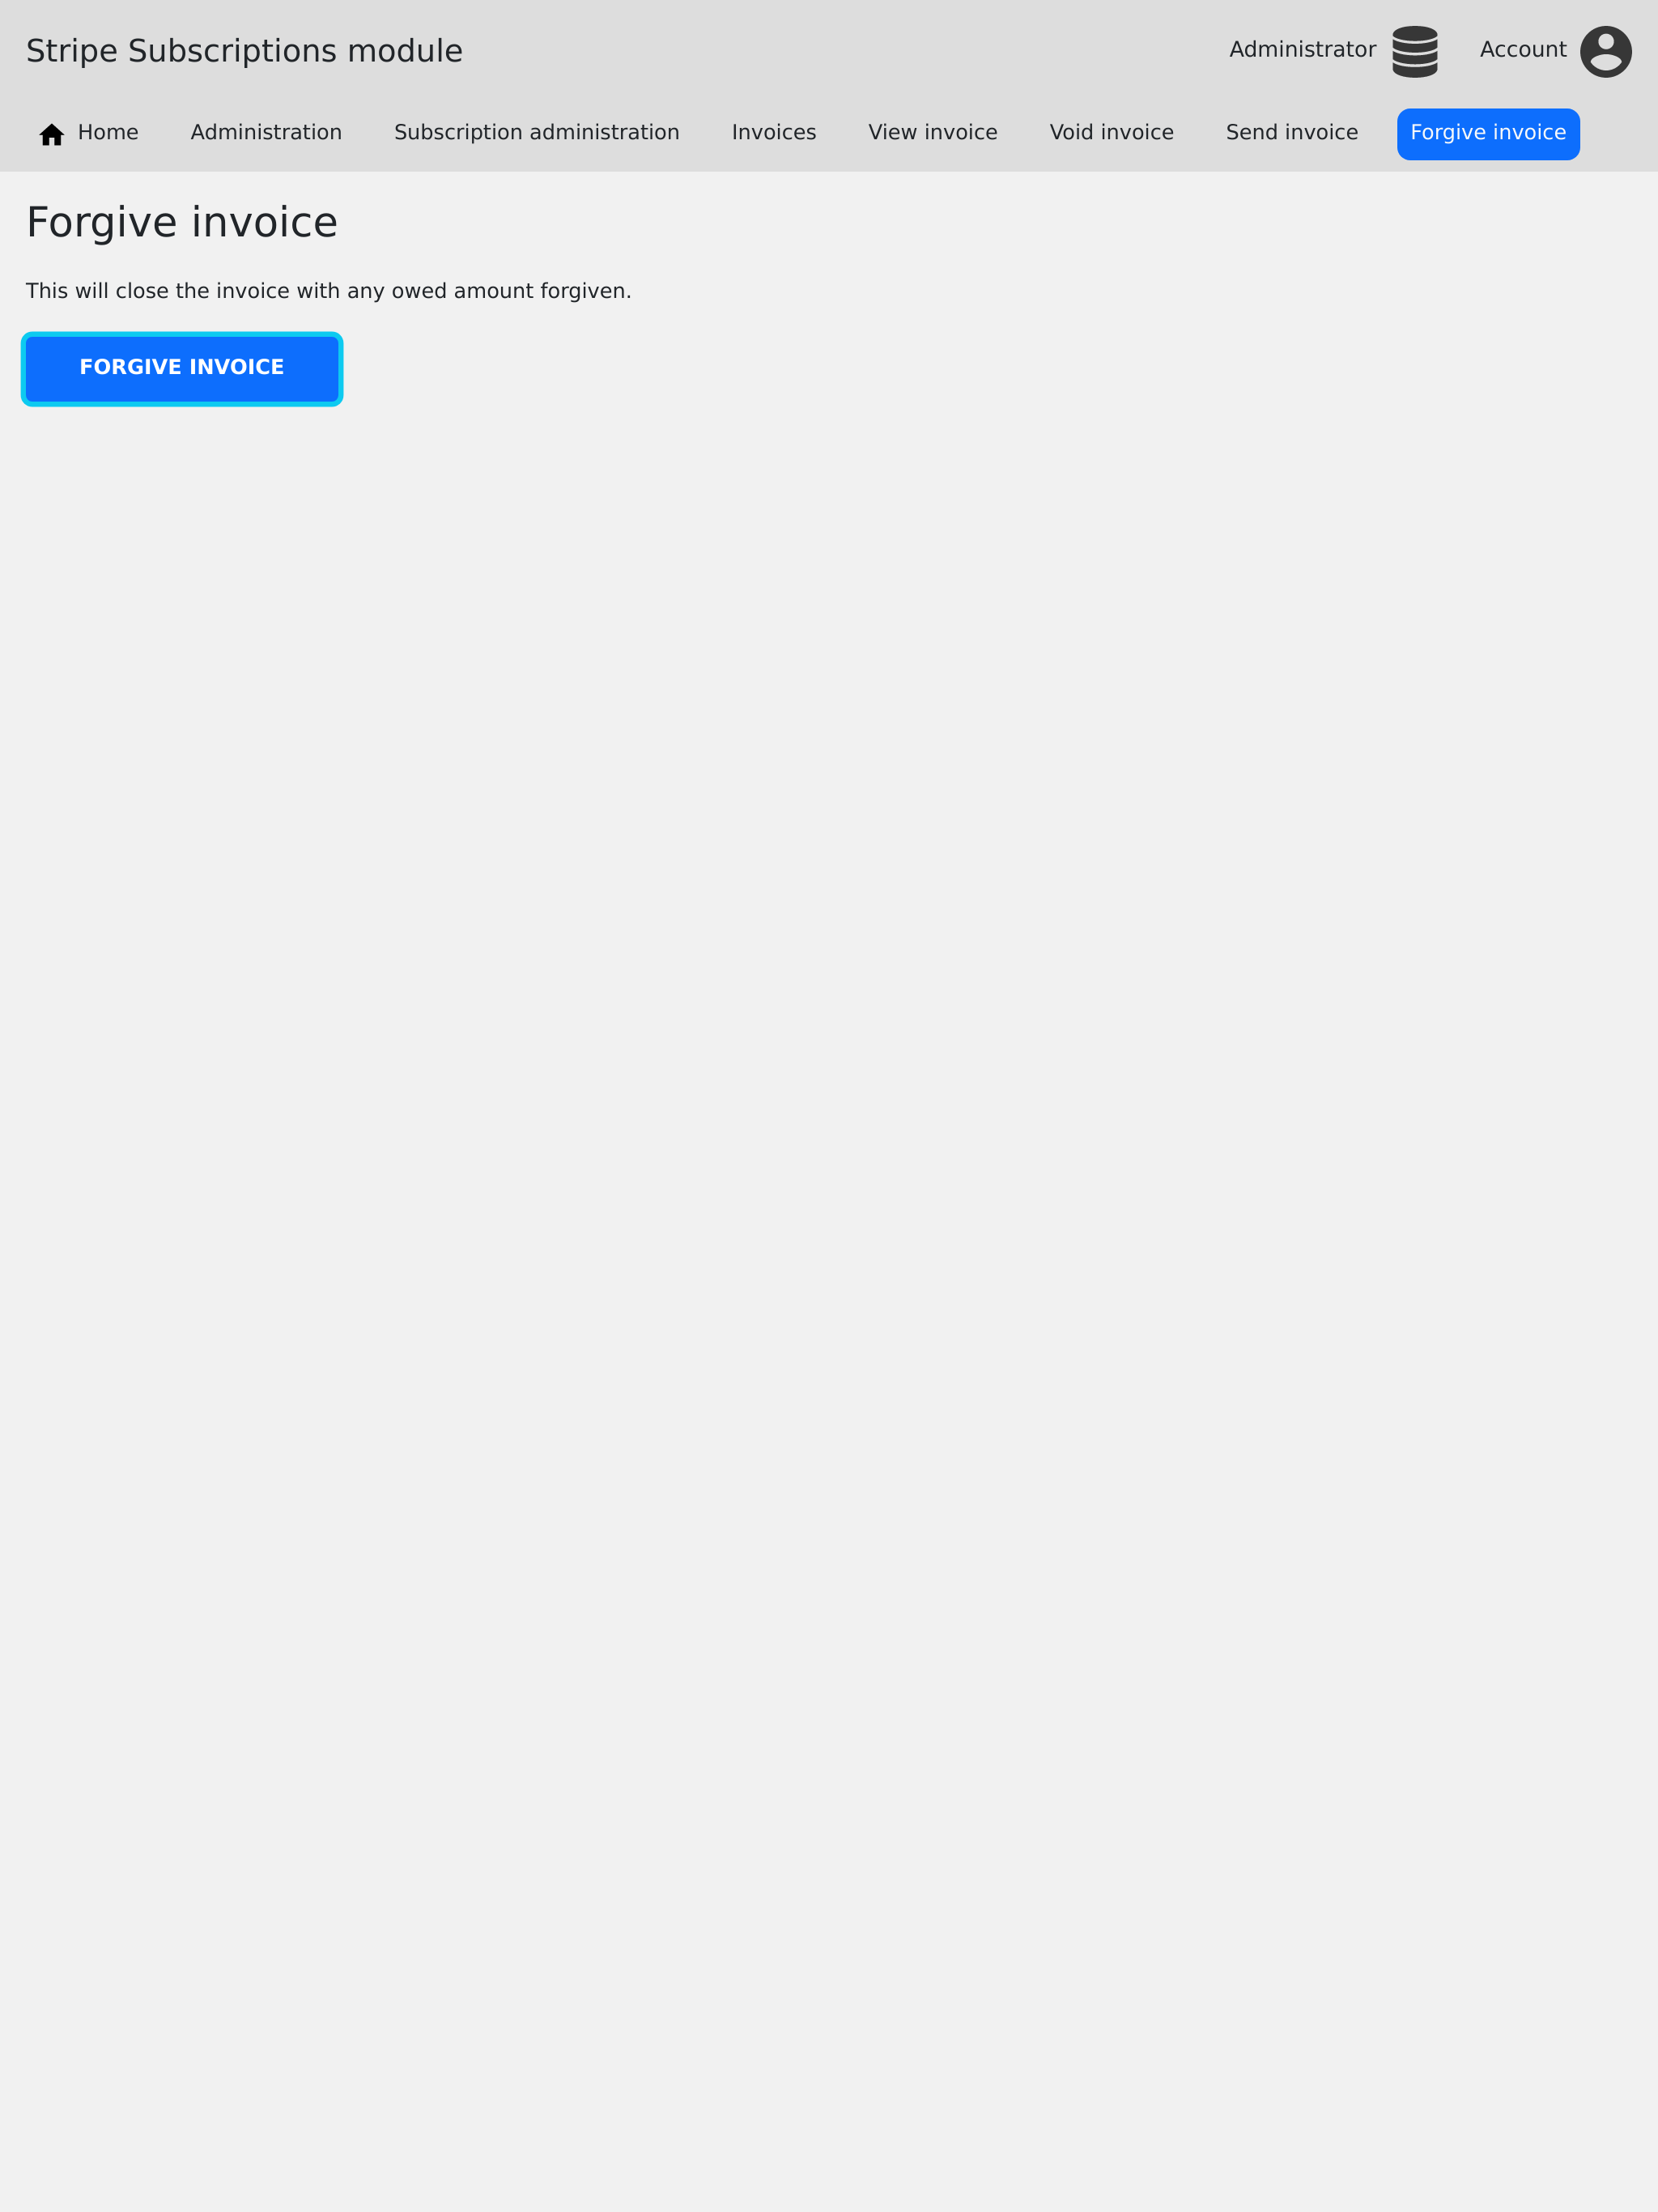 Stripe Subscriptions module
Administrator Account
Home Administration Subscription administration Invoices View invoice Void invoice Send invoice Forgive invoice
Forgive invoice
This will close the invoice with any owed amount forgiven.
FORGIVE INVOICE